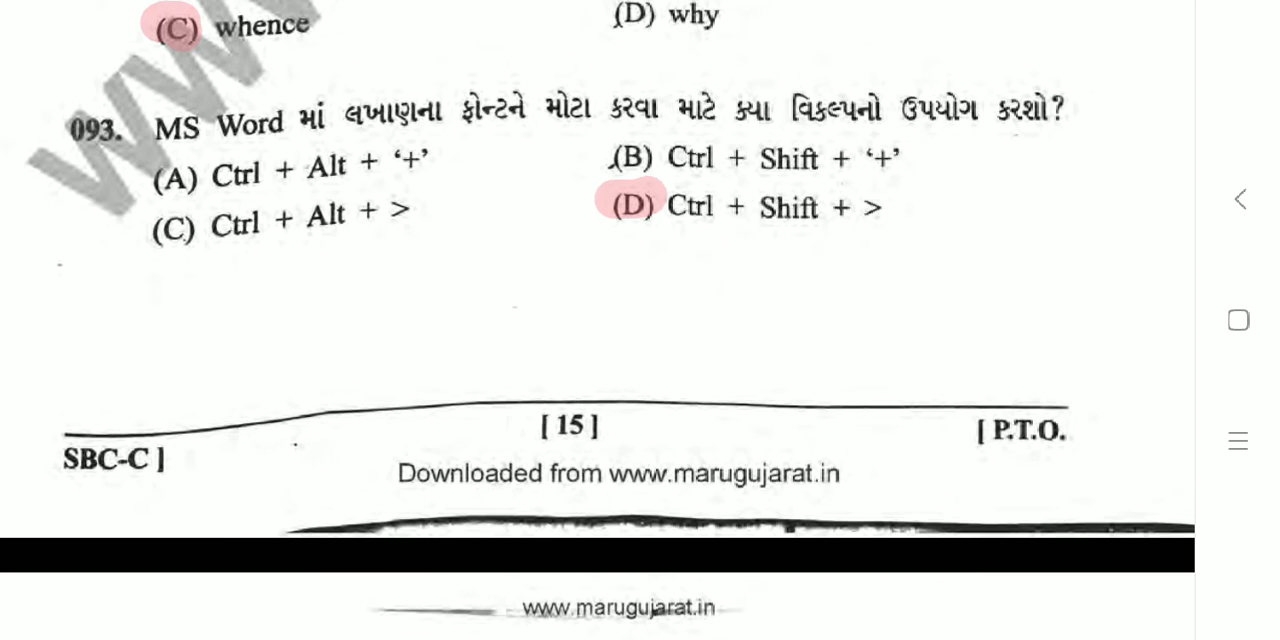 (C) whence (D) why
093. MS Word માં લખાણના ફોન્ટને મોટા કરવા માટે ક્યા વિકલ્પનો ઉપયોગ કરશો?
(A) Ctrl + Alt + ‘+’ (B) Ctrl + Shift + ‘+’
(C) Ctrl + Alt + > (D) Ctrl + Shift + >
SBC-C ] [ 15 ] [ P.T.O.
Downloaded from www.marugujarat.in
www.marugujarat.in